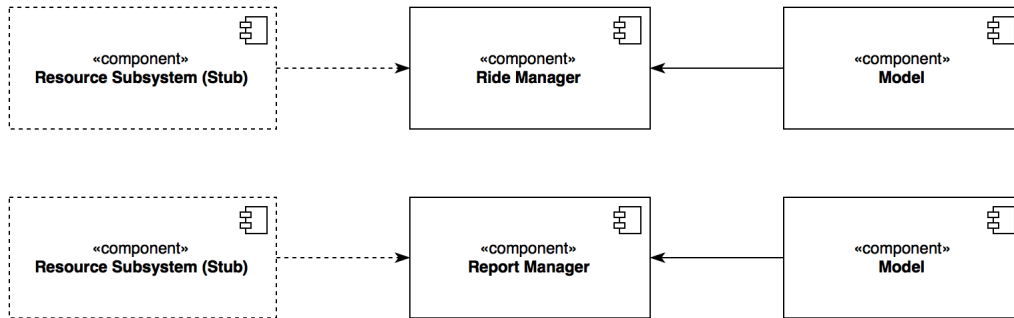 «component»
Resource Subsystem (Stub)
«component»
Ride Manager
«component»
Model
«component»
Resource Subsystem (Stub)
«component»
Report Manager
«component»
Model